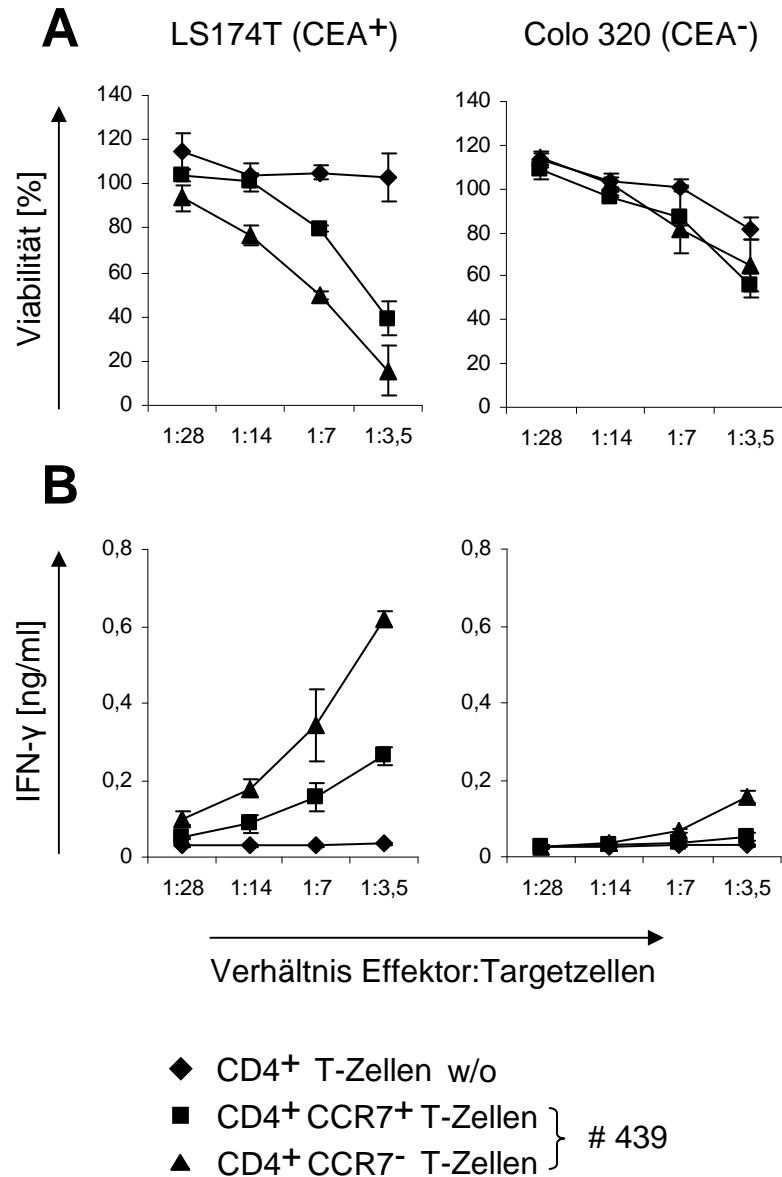 A
LS174T (CEA+)
Colo 320 (CEA-)
Viabilität [%]
140
120
100
80
60
40
20
0
1:28 1:14 1:7 1:3,5
140
120
100
80
60
40
20
0
1:28 1:14 1:7 1:3,5
B
IFN-γ [ng/ml]
0,8
0,6
0,4
0,2
0
1:28 1:14 1:7 1:3,5
0,8
0,6
0,4
0,2
0
1:28 1:14 1:7 1:3,5
Verhältnis Effektor:Targetzellen
CD4+ T-Zellen w/o
CD4+ CCR7+ T-Zellen
CD4+ CCR7- T-Zellen
# 439